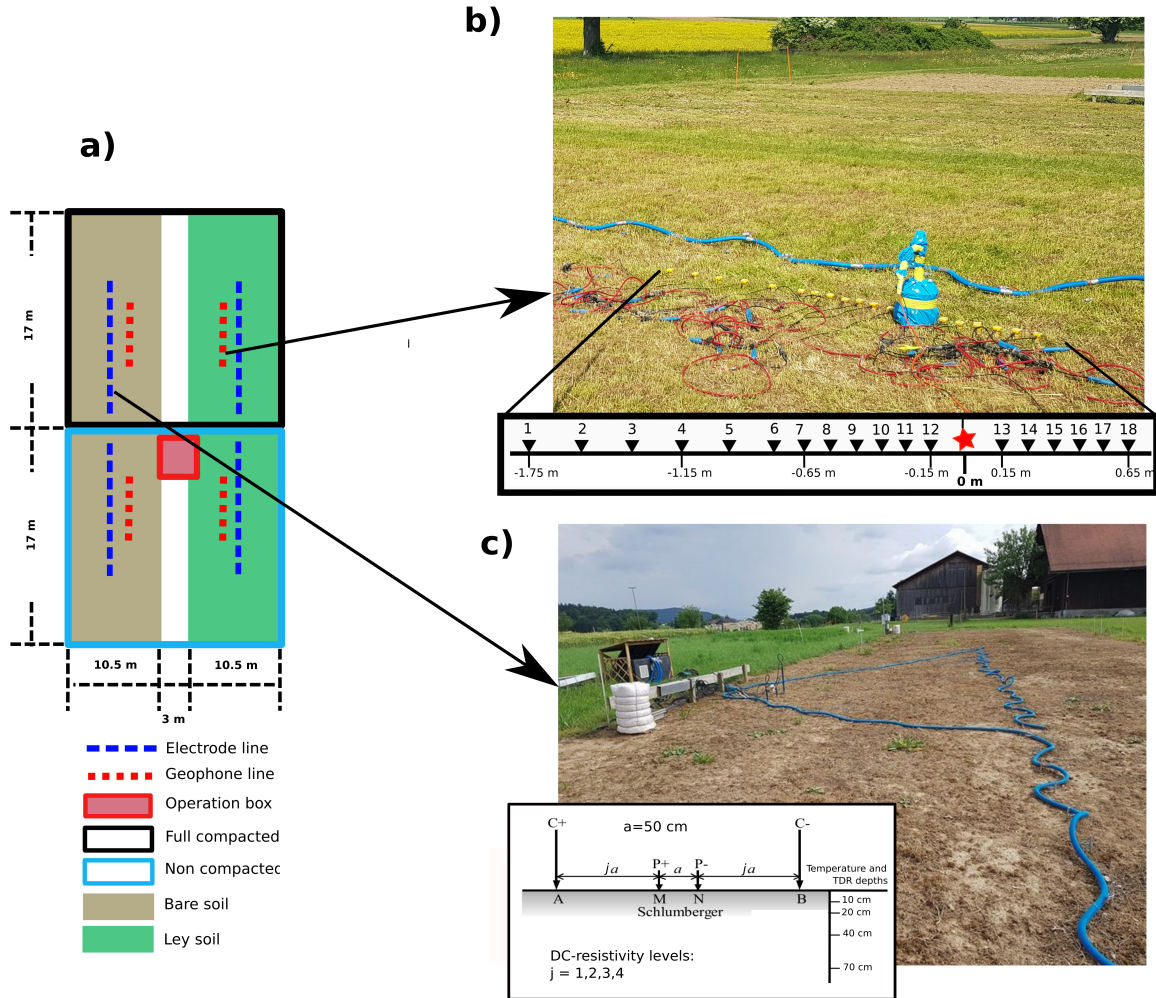 a)
17 m
17 m
10.5 m
10.5 m
3 m
Electrode line
Geophone line
Operation box
Full compacted
Non compacted
Bare soil
Ley soil
b)
l
1 2 3 4 5 6 7 8 9 10 11 12 13 14 15 16 17 18
-1.75 m -1.15 m -0.65 m -0.15 m 0.15 m 0.65 m
0 m
c)
C+ a=50 cm C-
ja P+ a P- ja
Temperature and
TDR depths
A M N B
Schlumberger
10 cm
20 cm
40 cm
70 cm
DC-resistivity levels:
j = 1,2,3,4